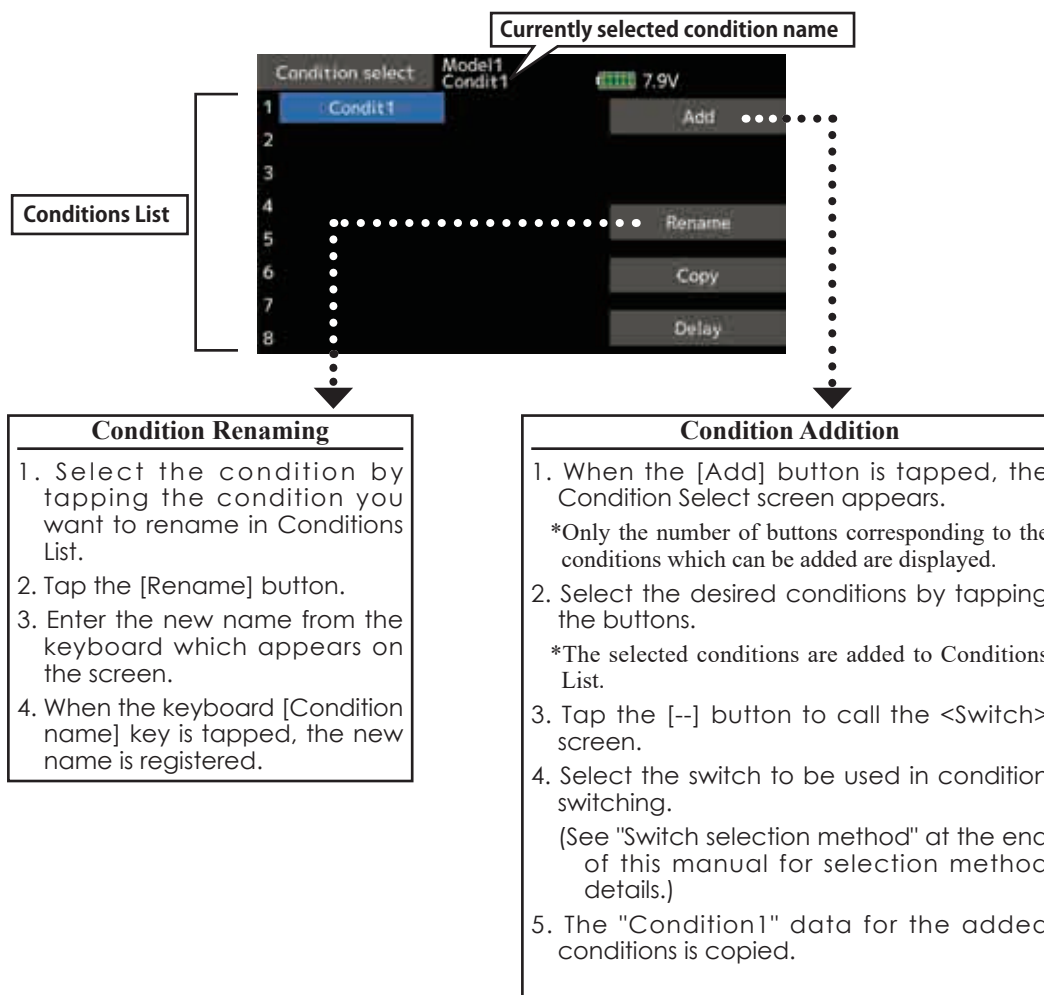 Currently selected condition name
Condition select
Model1
Condit1
7.9V
1
Condit1
Add
2
3
Conditions List
4
Rename
5
6
Copy
7
Delay
8
Condition Renaming
1. Select the condition by
tapping the condition you
want to rename in Conditions
List.
2. Tap the [Rename] button.
3. Enter the new name from the
keyboard which appears on
the screen.
4. When the keyboard [Condition
name] key is tapped, the new
name is registered.
Condition Addition
1. When the [Add] button is tapped, the
Condition Select screen appears.
*Only the number of buttons corresponding to the
conditions which can be added are displayed.
2. Select the desired conditions by tapping
the buttons.
*The selected conditions are added to Conditions
List.
3. Tap the [--] button to call the <Switch>
screen.
4. Select the switch to be used in condition
switching.
(See "Switch selection method" at the end
of this manual for selection method
details.)
5. The "Condition1" data for the added
conditions is copied.